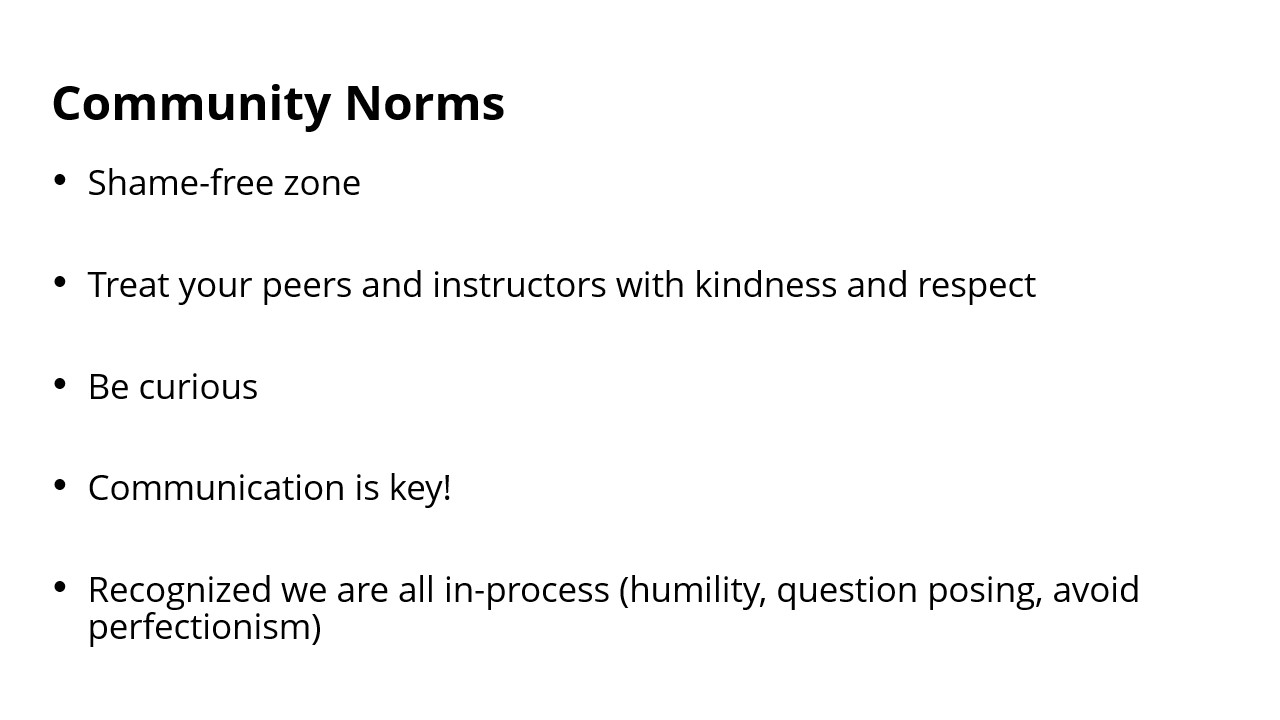 Community Norms
• Shame-free zone
• Treat your peers and instructors with kindness and respect
• Be curious
• Communication is key!
• Recognized we are all in-process (humility, question posing, avoid
perfectionism)